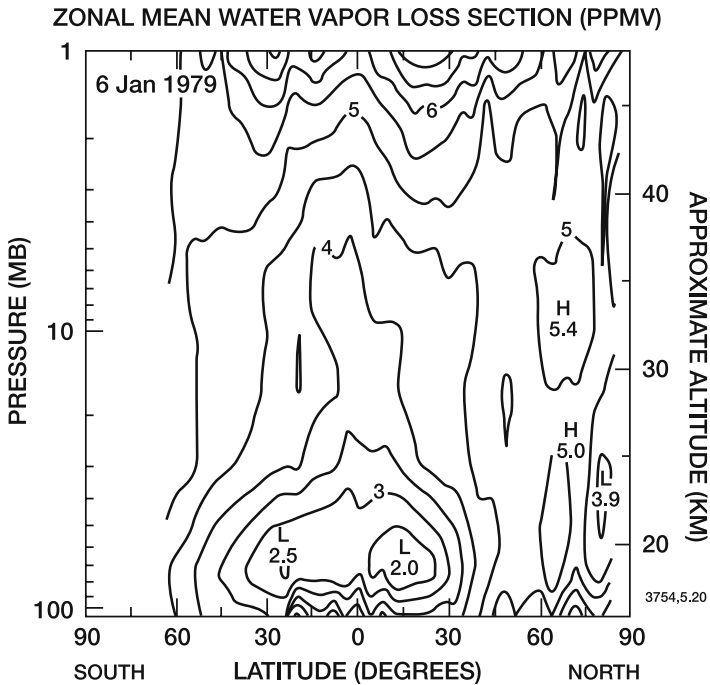 ZONAL MEAN WATER VAPOR LOSS SECTION (PPMV)
1
6 Jan 1979
5
6
40
5
4
H
5.4
10
30
H
5.0
3
L
3.9
L
2.5
L
2.0
20
100
3754,5.20
90 60 30 0 30 60 90
SOUTH LATITUDE (DEGREES) NORTH
PRESSURE (MB)
APPROXIMATE ALTITUDE (KM)